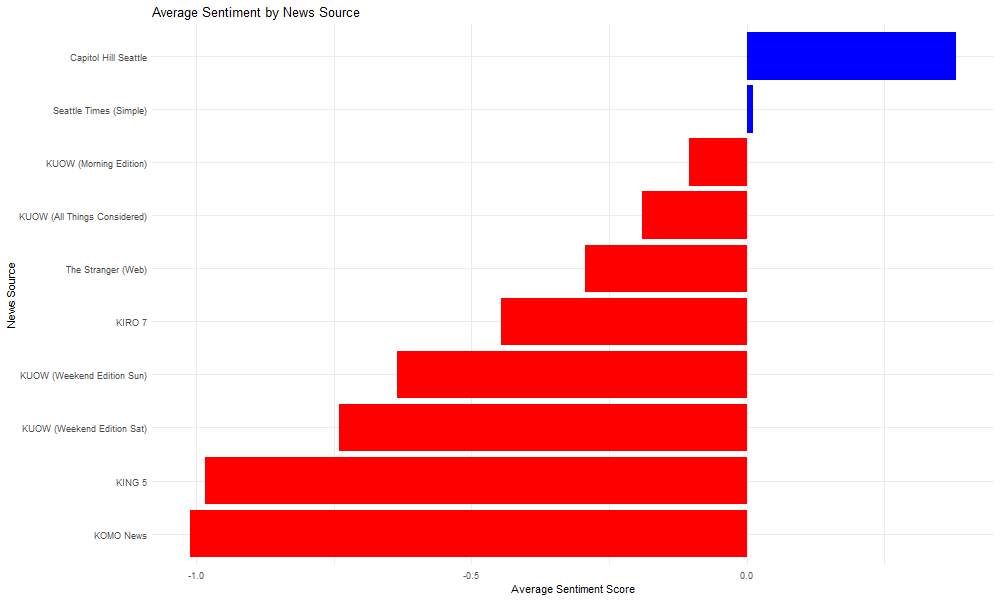 Average Sentiment by News Source
Capitol Hill Seattle
Seattle Times (Simple)
KUOW (Morning Edition)
KUOW (All Things Considered)
The Stranger (Web)
KIRO 7
KUOW (Weekend Edition Sun)
KUOW (Weekend Edition Sat)
KING 5
KOMO News
News Source
-1.0
-0.5
0.0
Average Sentiment Score